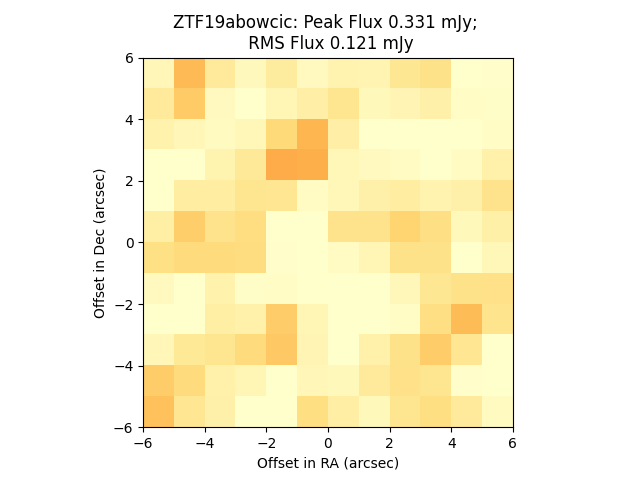 ZTF19abowcic: Peak Flux 0.331 mJy;
RMS Flux 0.121 mJy
6
4
2
0
−2
−4
−6
Offset in Dec (arcsec)
−6 −4 −2 0 2 4 6
Offset in RA (arcsec)